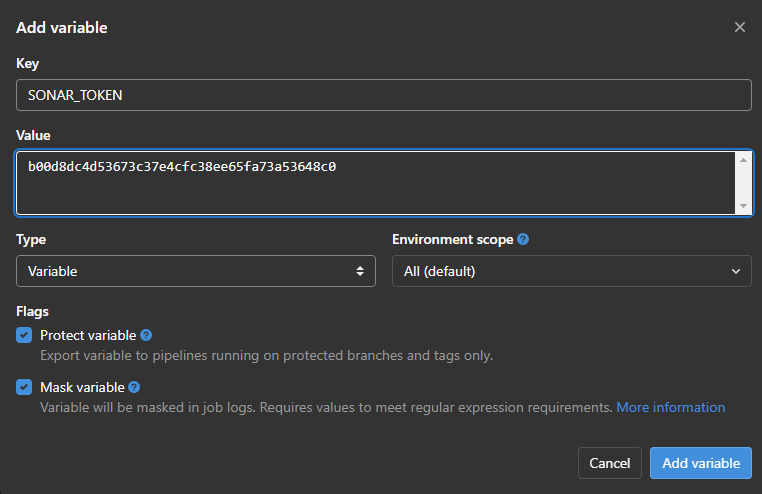 Add variable
Key
SONAR_TOKEN
Value
b00d8dc4d53673c37e4cfc38ee65fa73a53648c0
Type
Environment scope
Variable
All (default)
Flags
Protect variable
Export variable to pipelines running on protected branches and tags only.
Mask variable
Variable will be masked in job logs. Requires values to meet regular expression requirements. More information
Cancel
Add variable